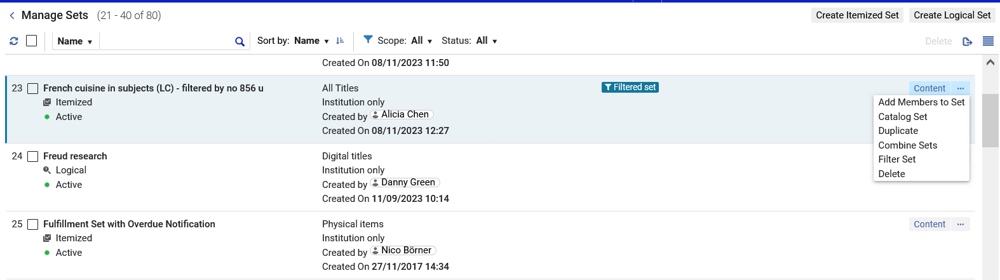 Manage Sets (21 - 40 of 80) Create Itemized Set Create Logical Set
Name Sort by: Name Scope: All Status: All Delete
Created On 08/11/2023 11:50
23 French cuisine in subjects (LC) - filtered by no 856 u All Titles Filtered set Content ...
Itemized Institution only Add Members to Set
Active Created by Alicia Chen Catalog Set
Created On 08/11/2023 12:27 Duplicate
Combine Sets
24 Freud research Digital titles Filter Set
Logical Institution only Delete
Active Created by Danny Green
Created On 11/09/2023 10:14
25 Fulfillment Set with Overdue Notification Physical items Content ...
Itemized Institution only
Active Created by Nico Börner
Created On 27/11/2017 14:34